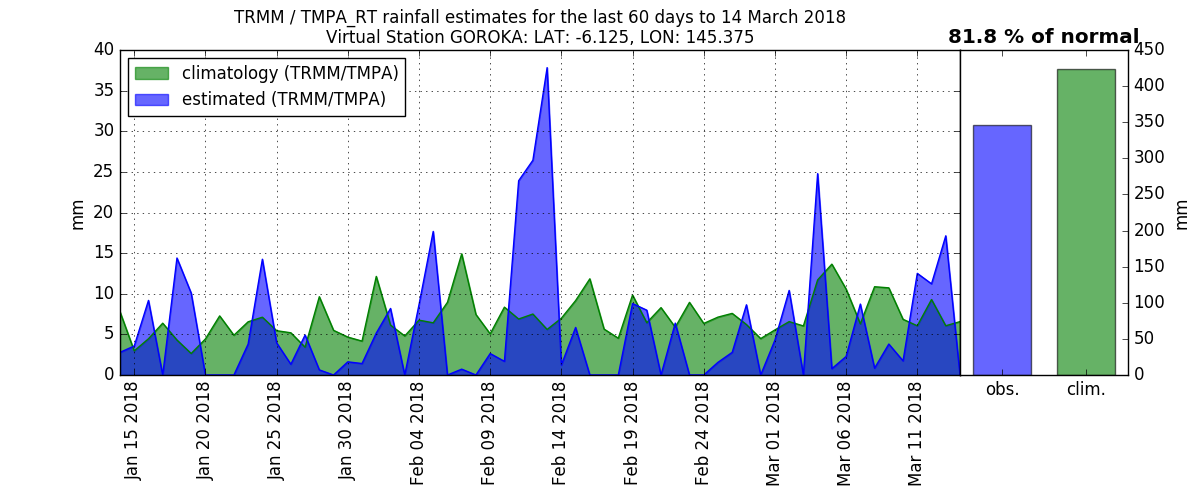 TRMM / TMPA_RT rainfall estimates for the last 60 days to 14 March 2018
Virtual Station GOROKA: LAT: -6.125, LON: 145.375
81.8 % of normal
climatology (TRMM/TMPA)
estimated (TRMM/TMPA)
mm
40
35
30
25
20
15
10
5
0
Jan 15 2018
Jan 20 2018
Jan 25 2018
Jan 30 2018
Feb 04 2018
Feb 09 2018
Feb 14 2018
Feb 19 2018
Feb 24 2018
Mar 01 2018
Mar 06 2018
Mar 11 2018
obs.
clim.
450
400
350
300
250
200
150
100
50
0
mm